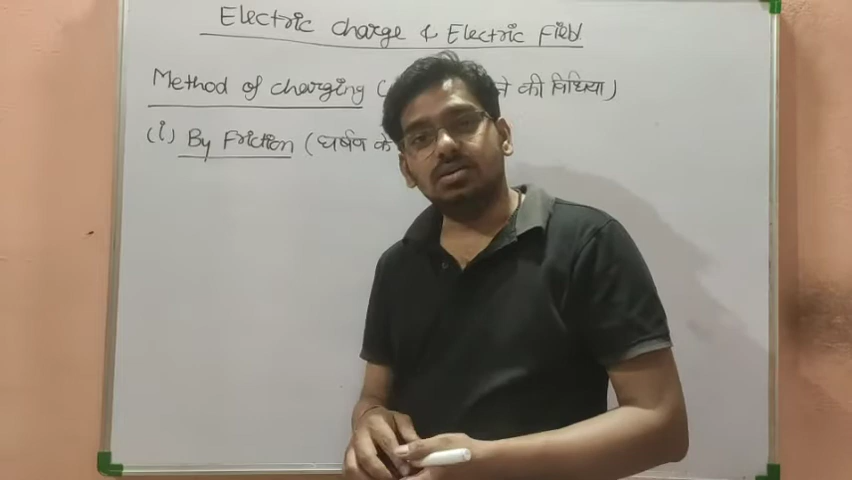 Electric charge & Electric Field
Method of charging ( की विधिया)
(i) By Friction (घर्षण के